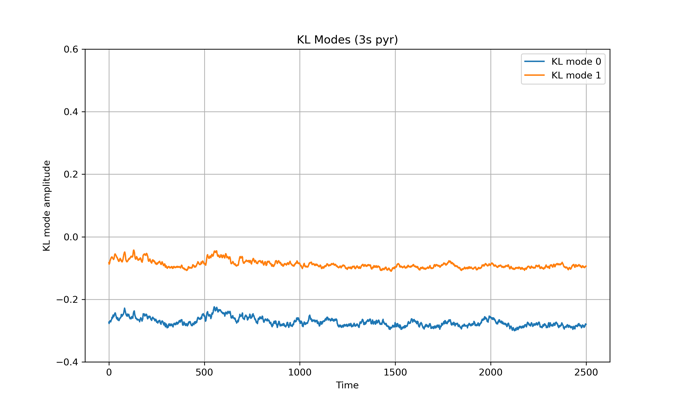 KL Modes (3s pyr)
KL mode 0
KL mode 1
KL mode amplitude
0.6
0.4
0.2
0.0
−0.2
−0.4
0 500 1000 1500 2000 2500
Time